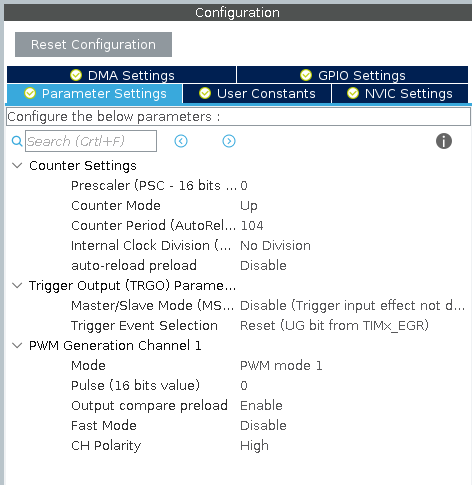 Configuration
Reset Configuration
DMA Settings GPIO Settings
Parameter Settings User Constants NVIC Settings
Configure the below parameters :
Search (Crtl+F)
Counter Settings
Prescaler (PSC - 16 bits ... 0
Counter Mode Up
Counter Period (AutoRel... 104
Internal Clock Division (... No Division
auto-reload preload Disable
Trigger Output (TRGO) Parame...
Master/Slave Mode (MS... Disable (Trigger input effect not d...
Trigger Event Selection Reset (UG bit from TIMx_EGR)
PWM Generation Channel 1
Mode PWM mode 1
Pulse (16 bits value) 0
Output compare preload Enable
Fast Mode Disable
CH Polarity High